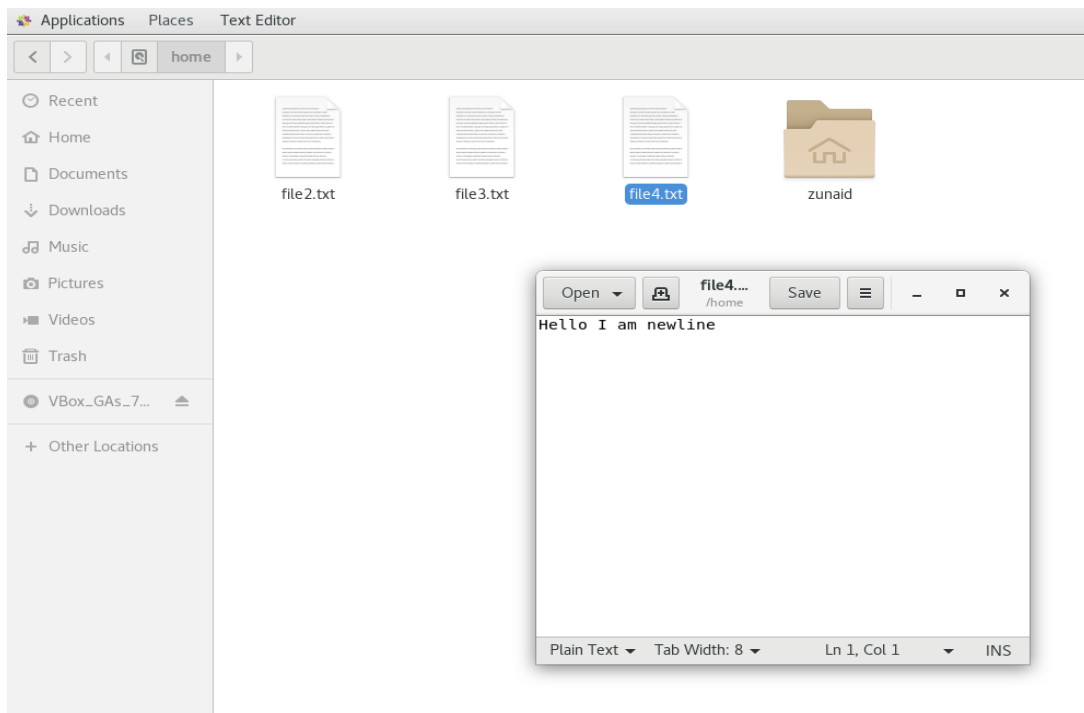 Applications Places Text Editor
home
Recent
Home
Documents
Downloads
Music
Pictures
Videos
Trash
VBox_GAs_7...
Other Locations
file2.txt
file3.txt
file4.txt
zunaid
Open
file4....
/home
Save
Hello I am newline
Plain Text Tab Width: 8 Ln 1, Col 1 INS